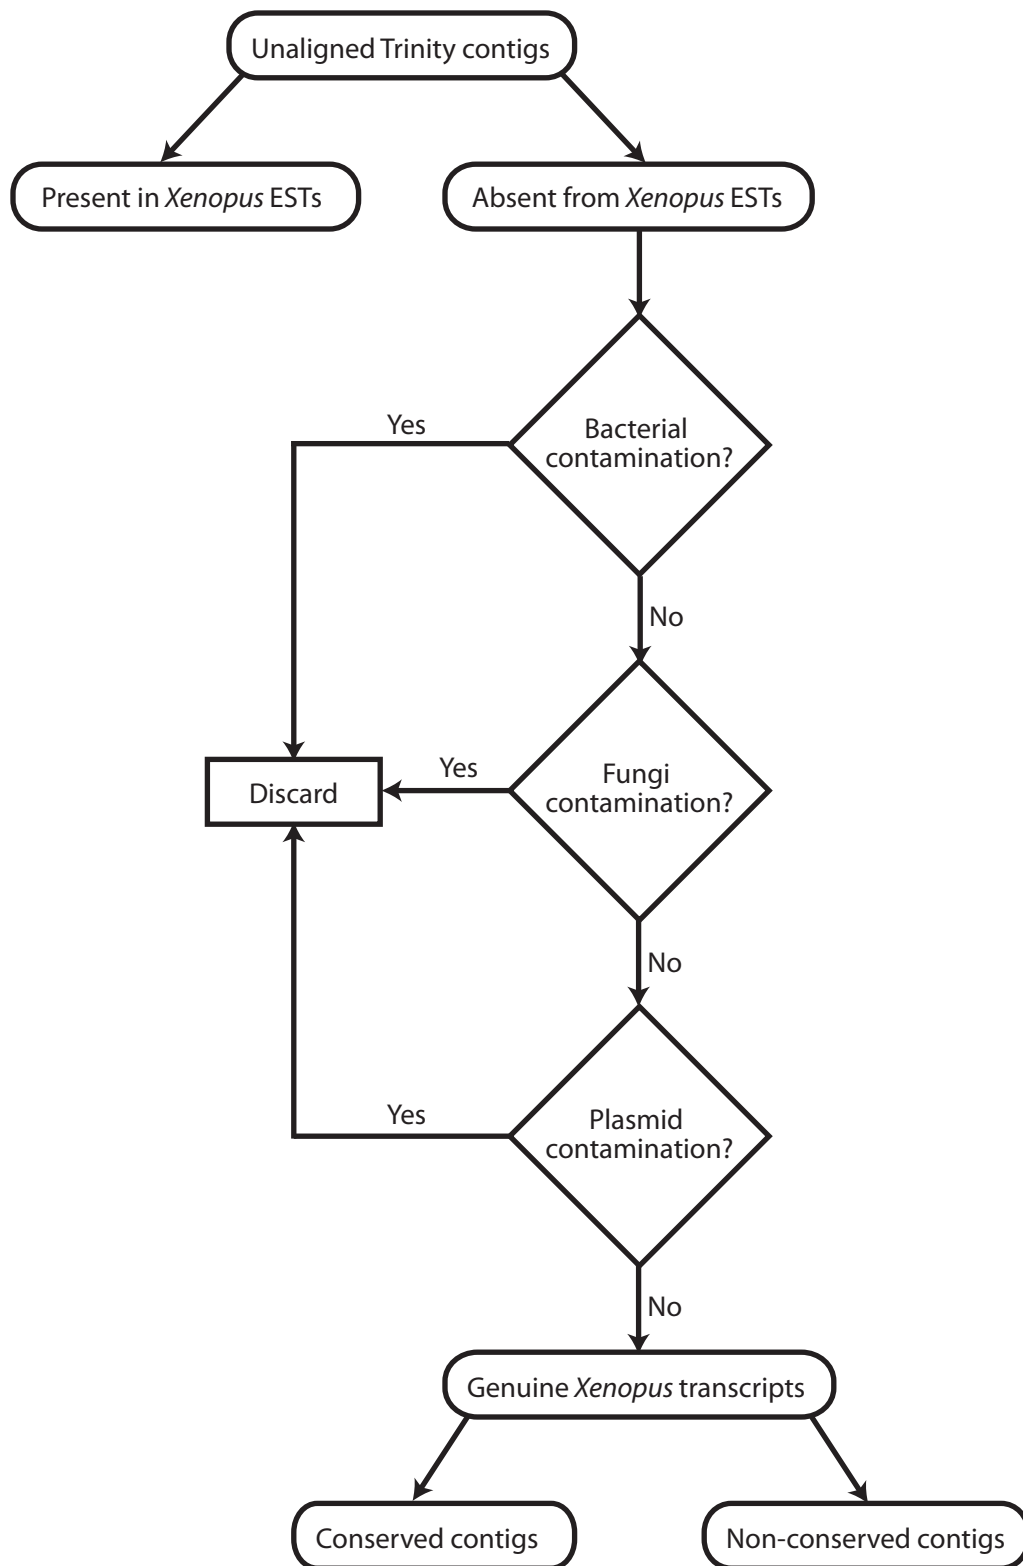 Unaligned Trinity contigs
Present in Xenopus ESTs
Absent from Xenopus ESTs
Yes
Bacterial
contamination?
No
Yes
Discard
Fungi
contamination?
No
Yes
Plasmid
contamination?
No
Genuine Xenopus transcripts
Conserved contigs
Non-conserved contigs